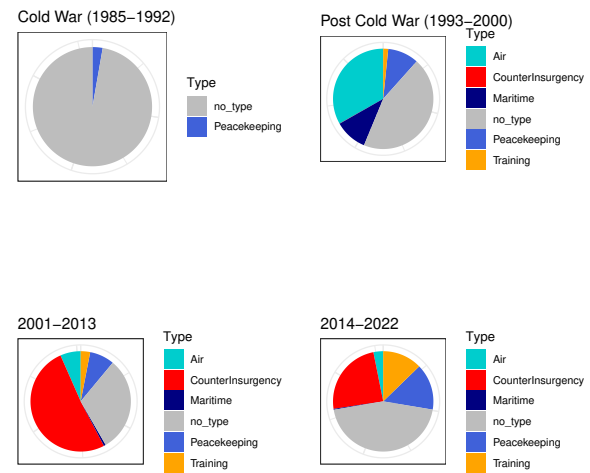 Cold War (1985−1992)
Type
no_type
Peacekeeping
Post Cold War (1993−2000)
Type
Air
CounterInsurgency
Maritime
no_type
Peacekeeping
Training
2001−2013
Type
Air
CounterInsurgency
Maritime
no_type
Peacekeeping
Training
2014−2022
Type
Air
CounterInsurgency
Maritime
no_type
Peacekeeping
Training